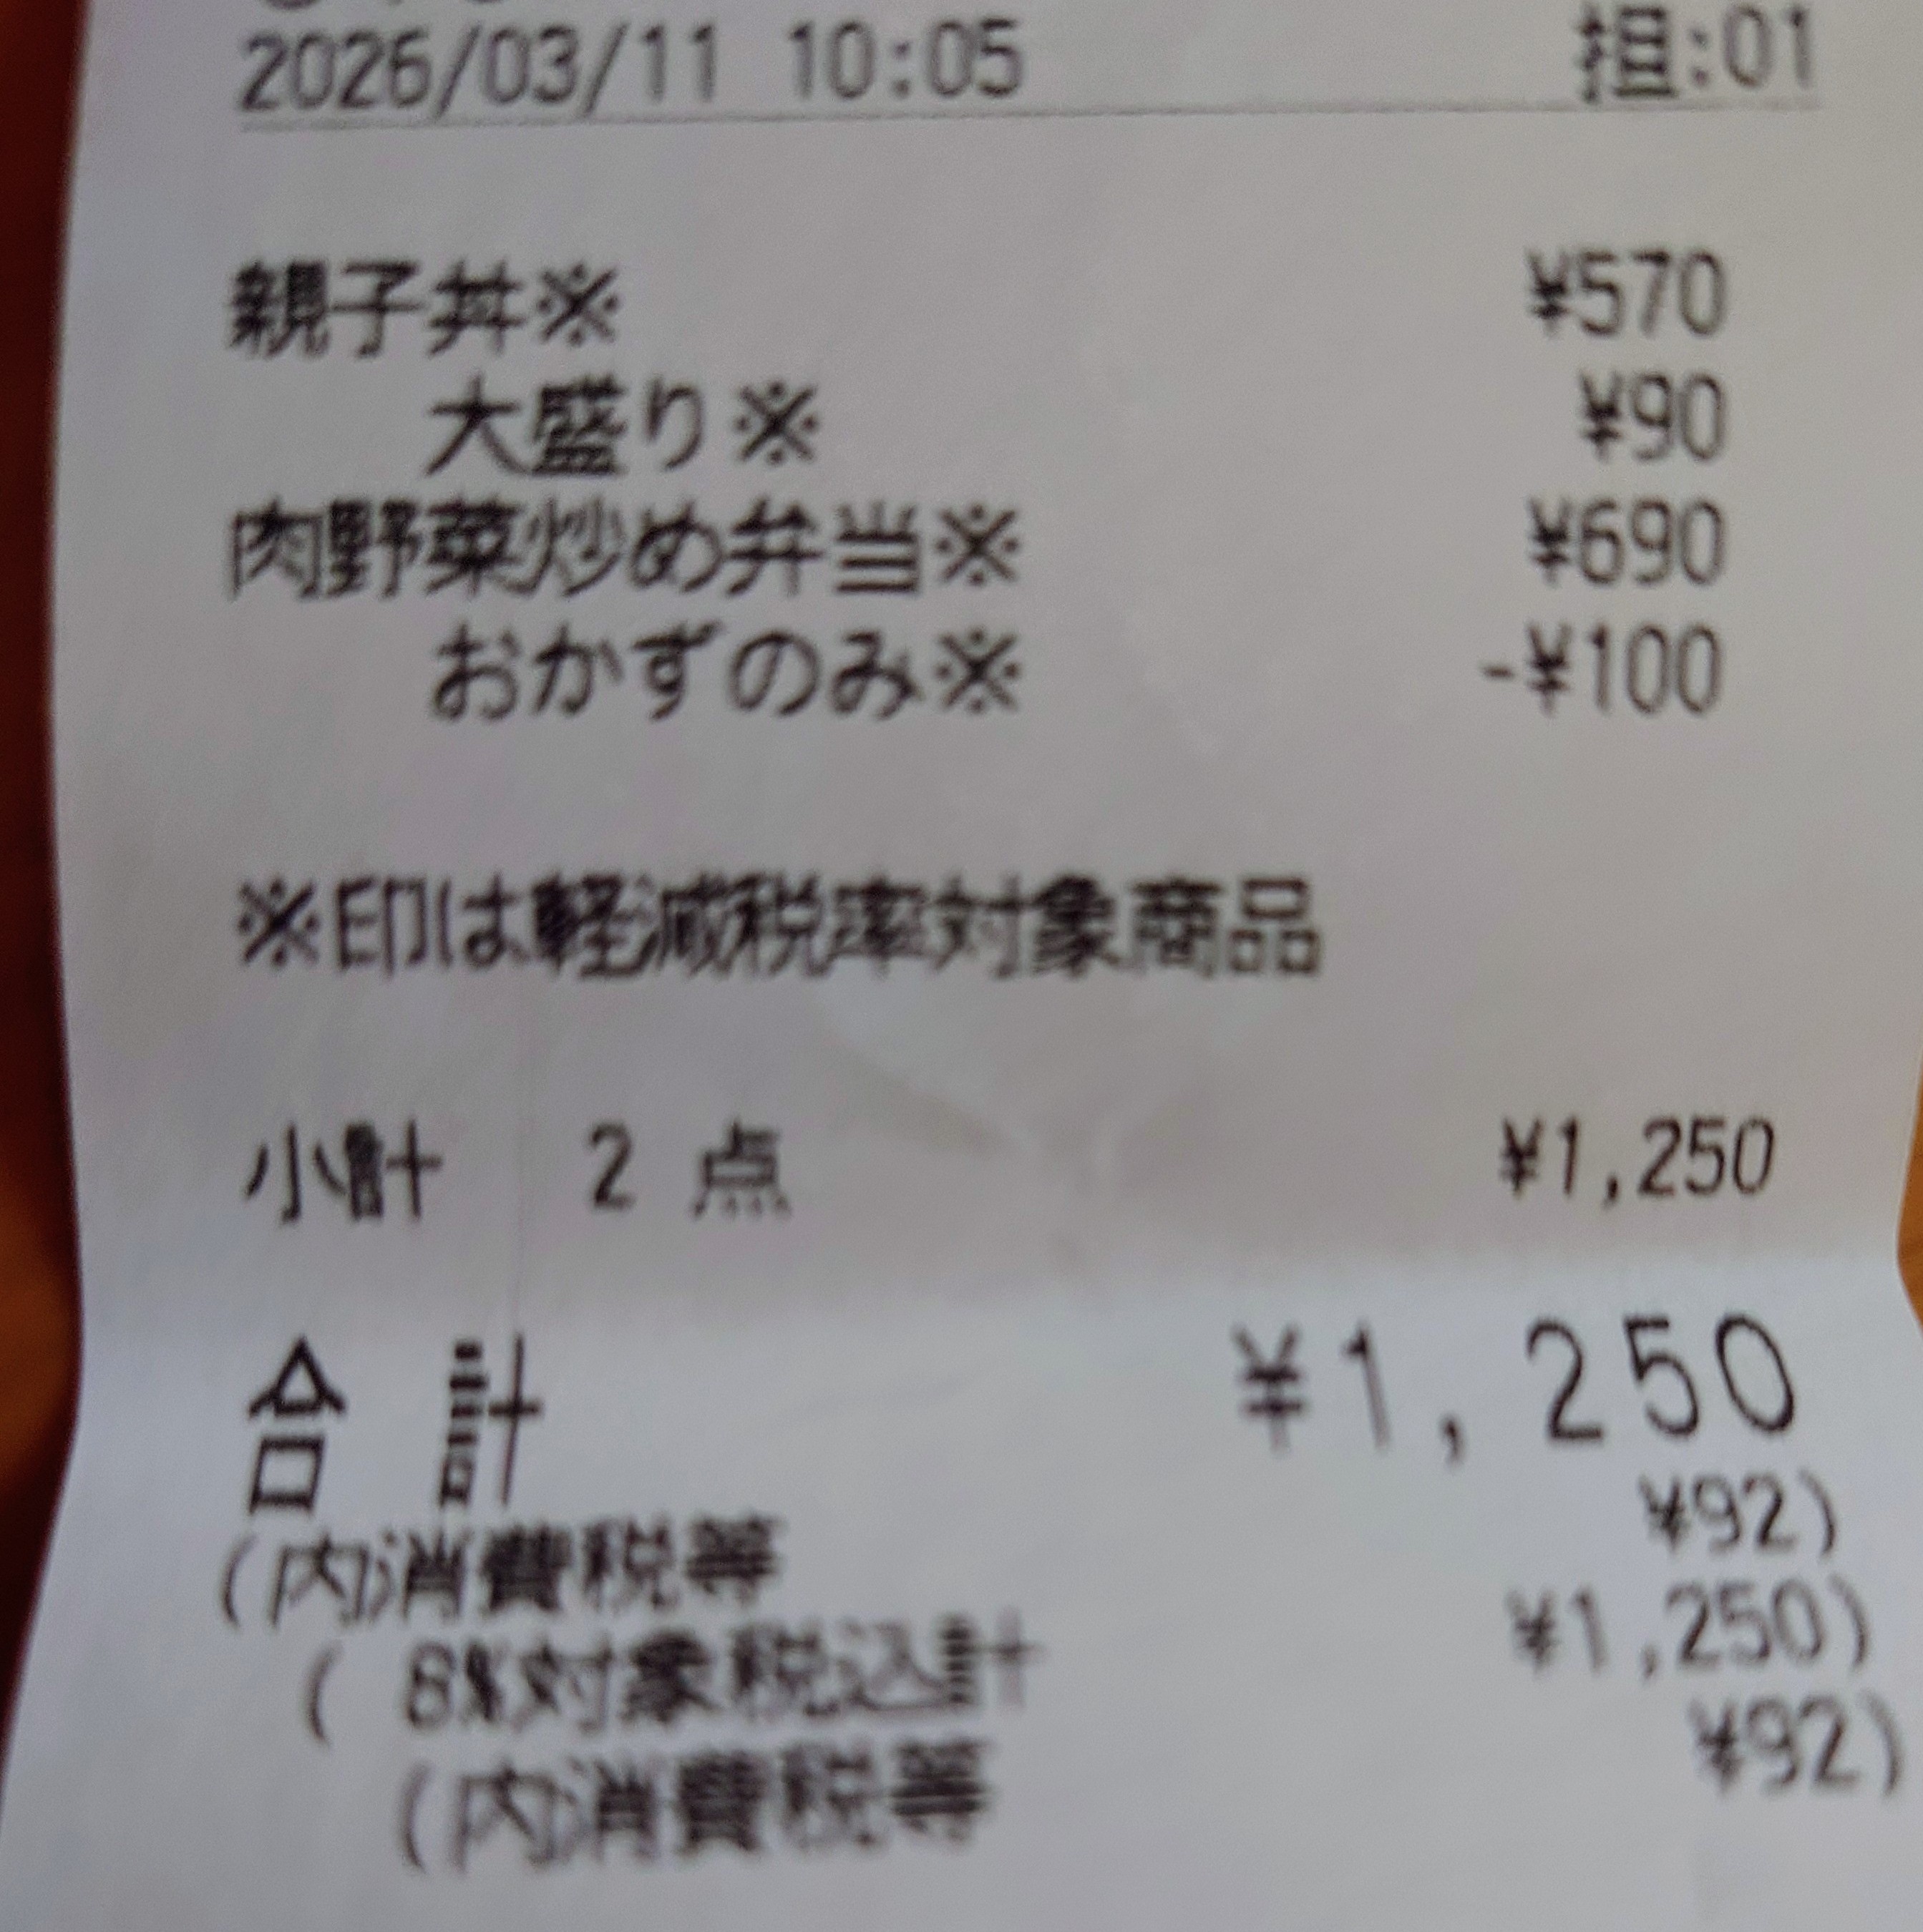 2026/03/11 10:05 担:01
親子丼※ ¥570
大盛り※ ¥90
肉野菜炒め弁当※ ¥690
おかずのみ※ -¥100
※印は軽減税率対象商品
小計 2 点 ¥1,250
合計 ¥1,250
(内消費税等 ¥92)
( 8%対象税込計 ¥1,250)
(内消費税等 ¥92)